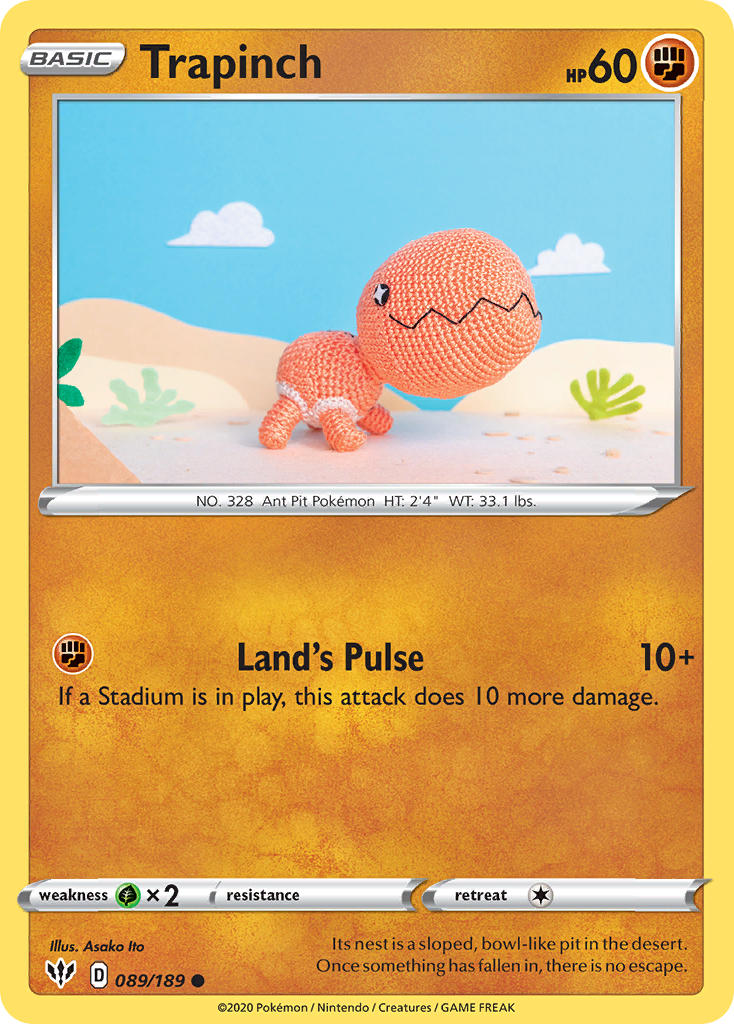 BASIC Trapinch HP60
NO. 328 Ant Pit Pokémon HT: 2'4" WT: 33.1 lbs.
Land's Pulse 10+
If a Stadium is in play, this attack does 10 more damage.
weakness ×2 resistance retreat
Illus. Asako Ito
Its nest is a sloped, bowl-like pit in the desert.
Once something has fallen in, there is no escape.
D 089/189
©2020 Pokémon / Nintendo / Creatures / GAME FREAK